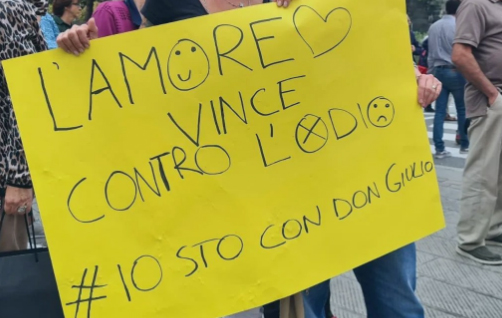 L'AMORE
VINCE
CONTRO L'ODIO
#IO STO CON DON GIULIO